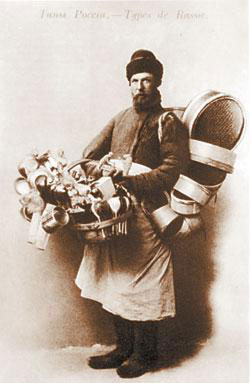 Типы Россіи. — Types de Russie.